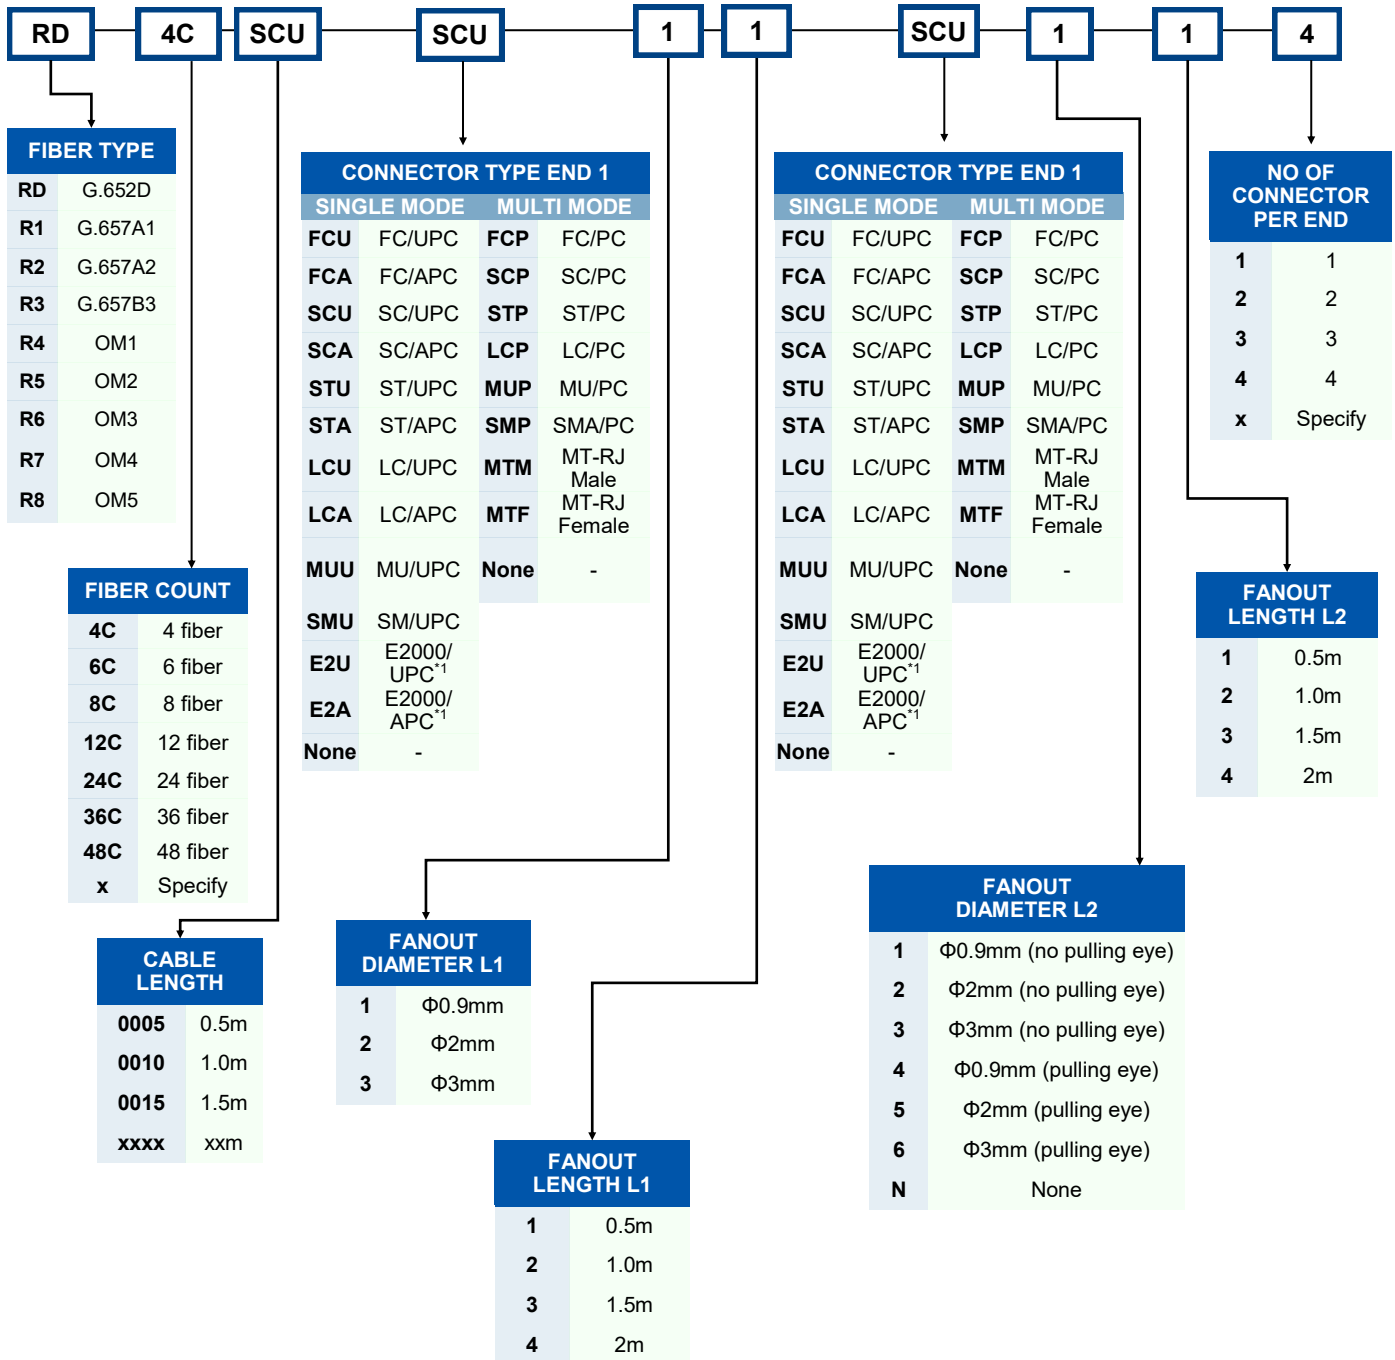 RD 4C SCU SCU 1 1 SCU 1 1 4
FIBER TYPE
RD G.652D
R1 G.657A1
R2 G.657A2
R3 G.657B3
R4 OM1
R5 OM2
R6 OM3
R7 OM4
R8 OM5
FIBER COUNT
4C 4 fiber
6C 6 fiber
8C 8 fiber
12C 12 fiber
24C 24 fiber
36C 36 fiber
48C 48 fiber
x Specify
CABLE
LENGTH
0005 0.5m
0010 1.0m
0015 1.5m
xxxx xxm
CONNECTOR TYPE END 1
SINGLE MODE MULTI MODE
FCU FC/UPC FCP FC/PC
FCA FC/APC SCP SC/PC
SCU SC/UPC STP ST/PC
SCA SC/APC LCP LC/PC
STU ST/UPC MUP MU/PC
STA ST/APC SMP SMA/PC
LCU LC/UPC MTM MT-RJ
Male
LCA LC/APC MTF MT-RJ
Female
MUU MU/UPC None -
SMU SM/UPC
E2U E2000/
UPC*1
E2A E2000/
APC*1
None -
FANOUT
DIAMETER L1
1 Φ0.9mm
2 Φ2mm
3 Φ3mm
FANOUT
LENGTH L1
1 0.5m
2 1.0m
3 1.5m
4 2m
CONNECTOR TYPE END 1
SINGLE MODE MULTI MODE
FCU FC/UPC FCP FC/PC
FCA FC/APC SCP SC/PC
SCU SC/UPC STP ST/PC
SCA SC/APC LCP LC/PC
STU ST/UPC MUP MU/PC
STA ST/APC SMP SMA/PC
LCU LC/UPC MTM MT-RJ
Male
LCA LC/APC MTF MT-RJ
Female
MUU MU/UPC None -
SMU SM/UPC
E2U E2000/
UPC*1
E2A E2000/
APC*1
None -
FANOUT
DIAMETER L2
1 Φ0.9mm (no pulling eye)
2 Φ2mm (no pulling eye)
3 Φ3mm (no pulling eye)
4 Φ0.9mm (pulling eye)
5 Φ2mm (pulling eye)
6 Φ3mm (pulling eye)
N None
FANOUT
LENGTH L2
1 0.5m
2 1.0m
3 1.5m
4 2m
NO OF
CONNECTOR
PER END
1 1
2 2
3 3
4 4
x Specify